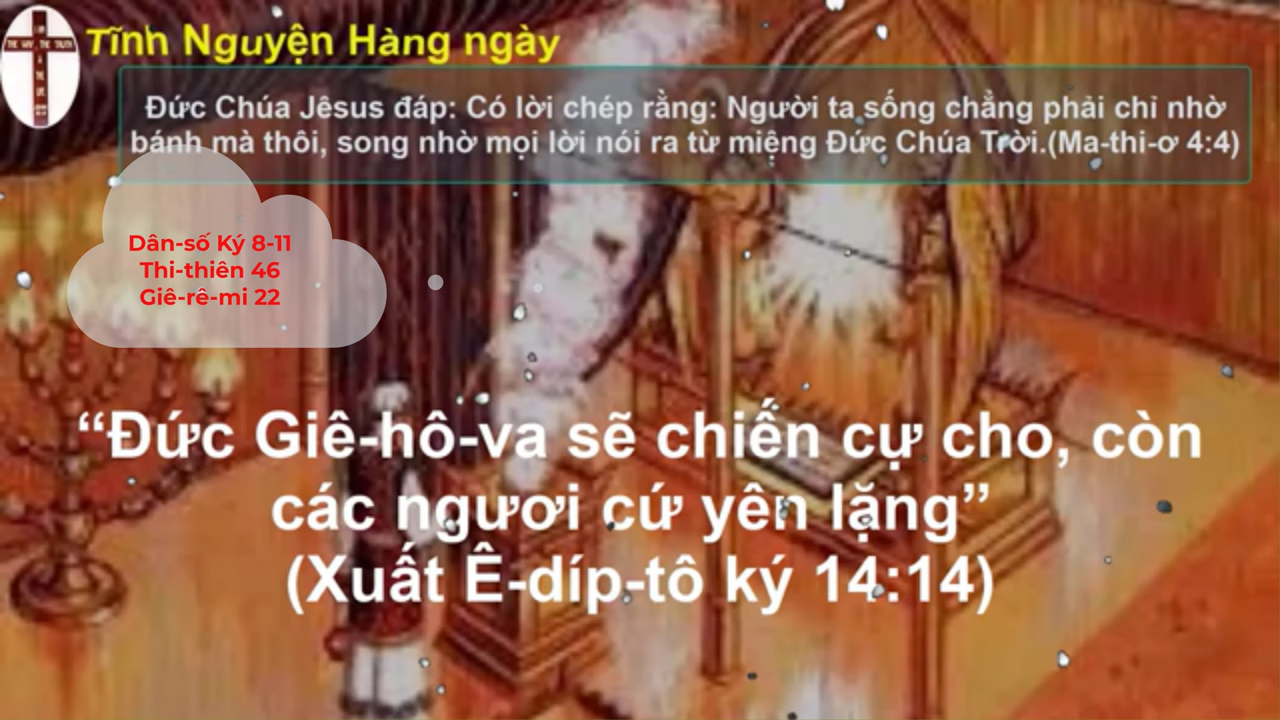 Tĩnh Nguyện Hàng ngày
Đức Chúa Jêsus đáp: Có lời chép rằng: Người ta sống chẳng phải chỉ nhờ
bánh mà thôi, song nhờ mọi lời nói ra từ miệng Đức Chúa Trời.(Ma-thi-ơ 4:4)
Dân-số Ký 8-11
Thi-thiên 46
Giê-rê-mi 22
“Đức Giê-hô-va sẽ chiến cự cho, còn
các ngươi cứ yên lặng”
(Xuất Ê-díp-tô ký 14:14)